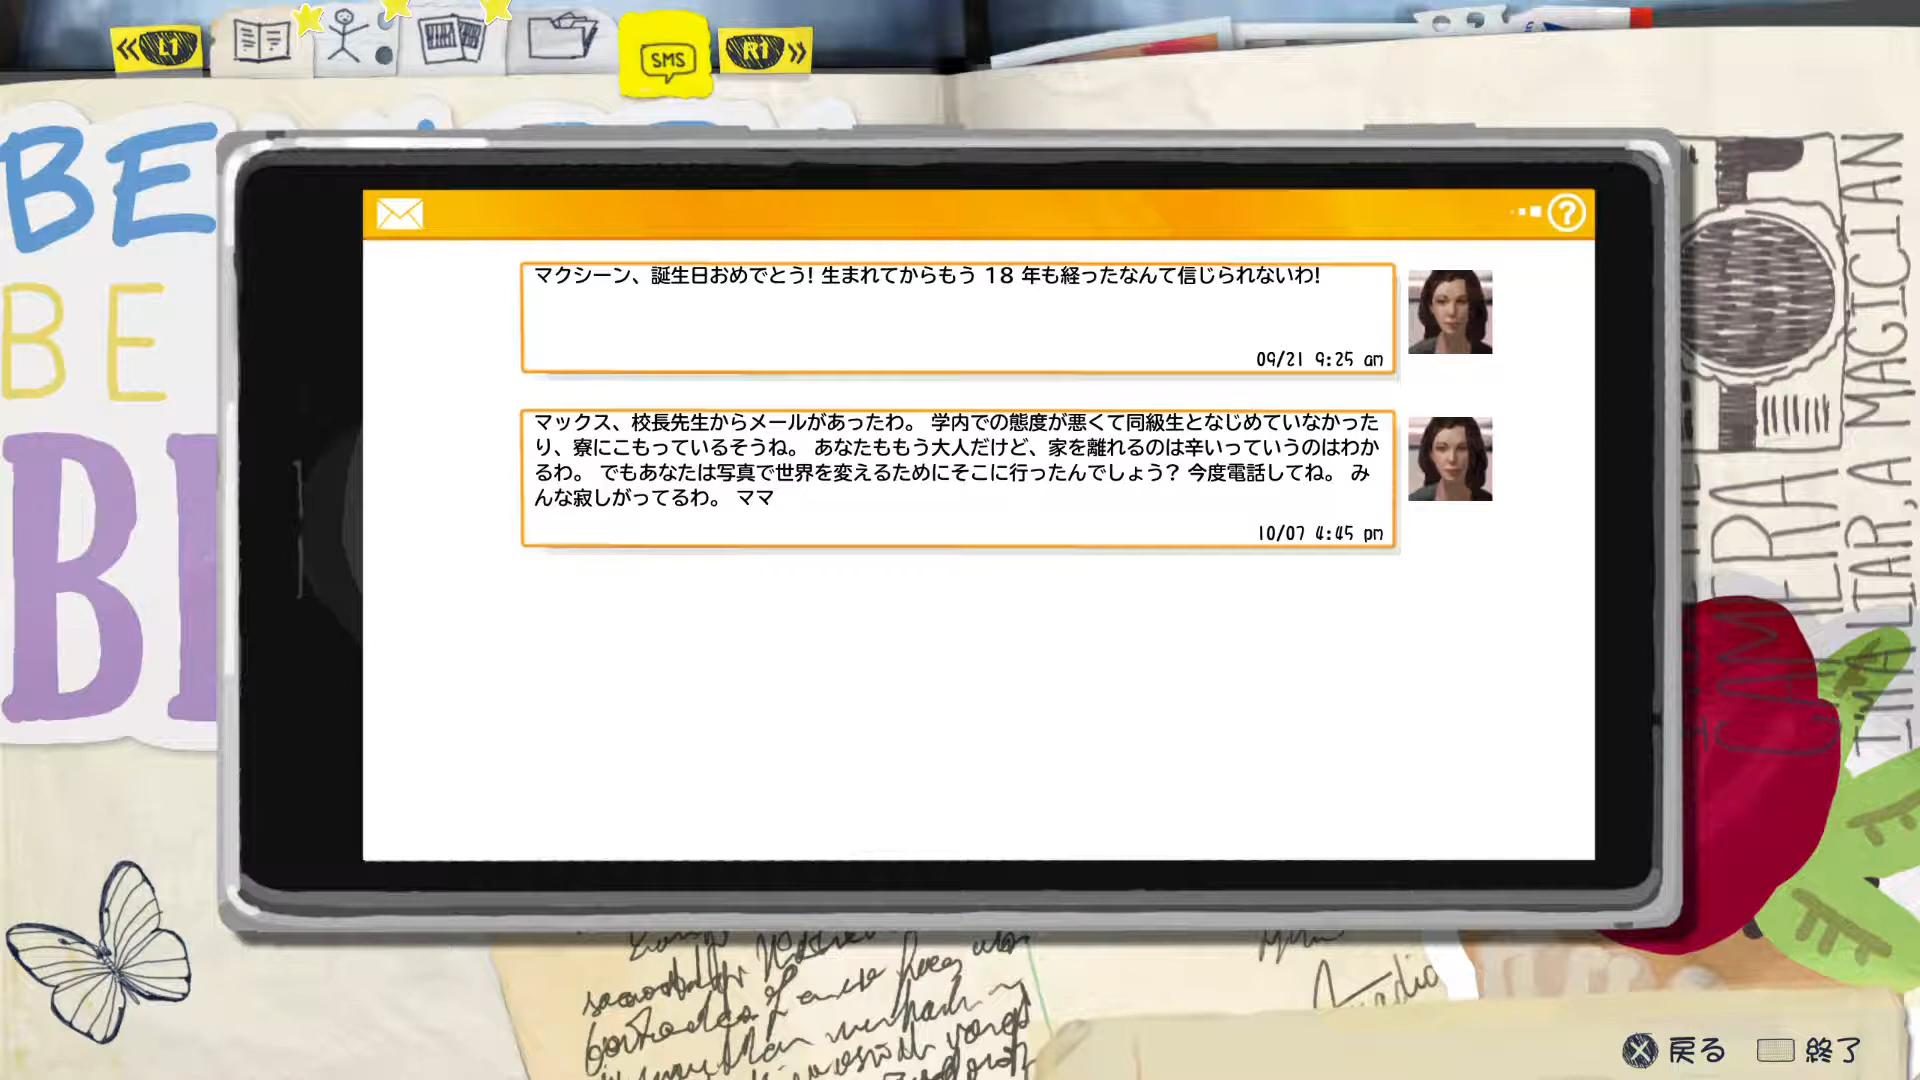 L1
SMS
R1
BE
BE
マクシーン、誕生日おめでとう! 生まれてからもう 18 年も経ったなんて信じられないわ!
09/21 9:25 am
マックス、校長先生からメールがあったわ。 学内での態度が悪くて同級生となじめていなかった
り、寮にこもっているそうね。 あなたももう大人だけど、家を離れるのは辛いっていうのはわか
るわ。 でもあなたは写真で世界を変えるためにそこに行ったんでしょう? 今度電話してね。 み
んな寂しがってるわ。 ママ
10/07 4:45 pm
CAMERA
IM A LIAR, A MAGICIAN
戻る
終了